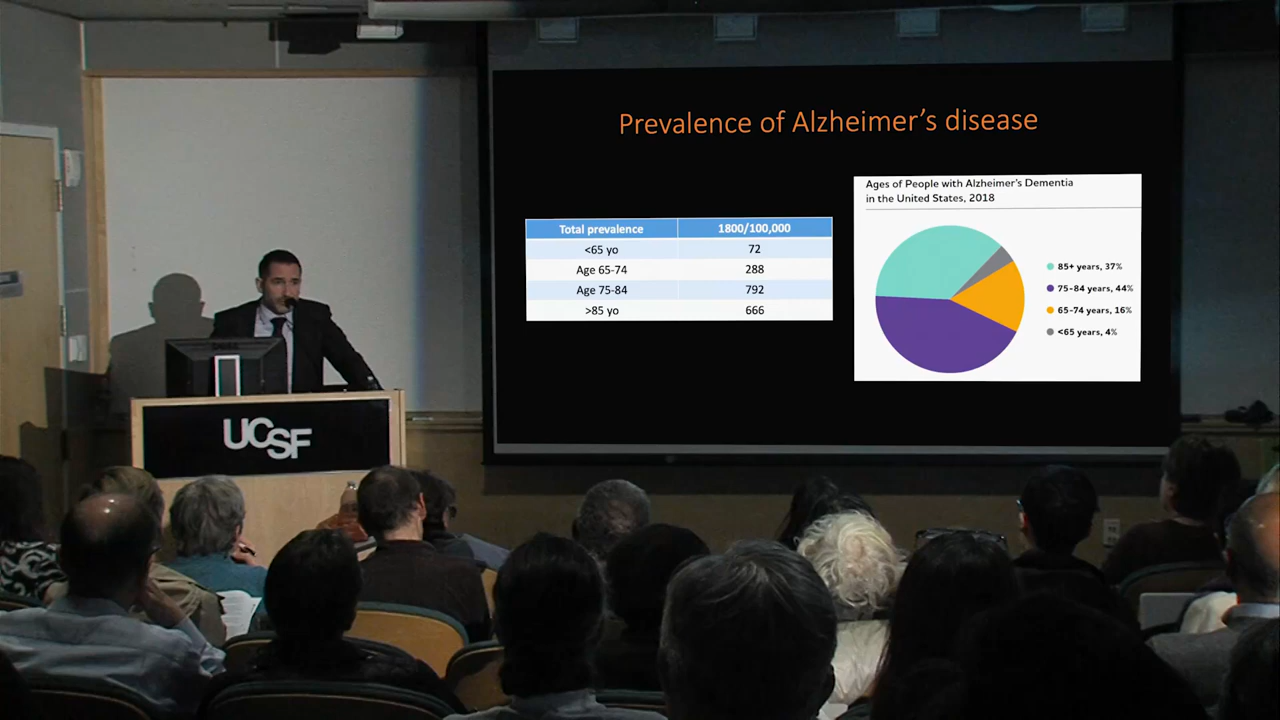 Prevalence of Alzheimer's disease
Total prevalence 1800/100,000
<65 yo 72
Age 65-74 288
Age 75-84 792
>85 yo 666
Ages of People with Alzheimer's Dementia
in the United States, 2018
85+ years, 37%
75-84 years, 44%
65-74 years, 16%
<65 years, 4%
UCSF